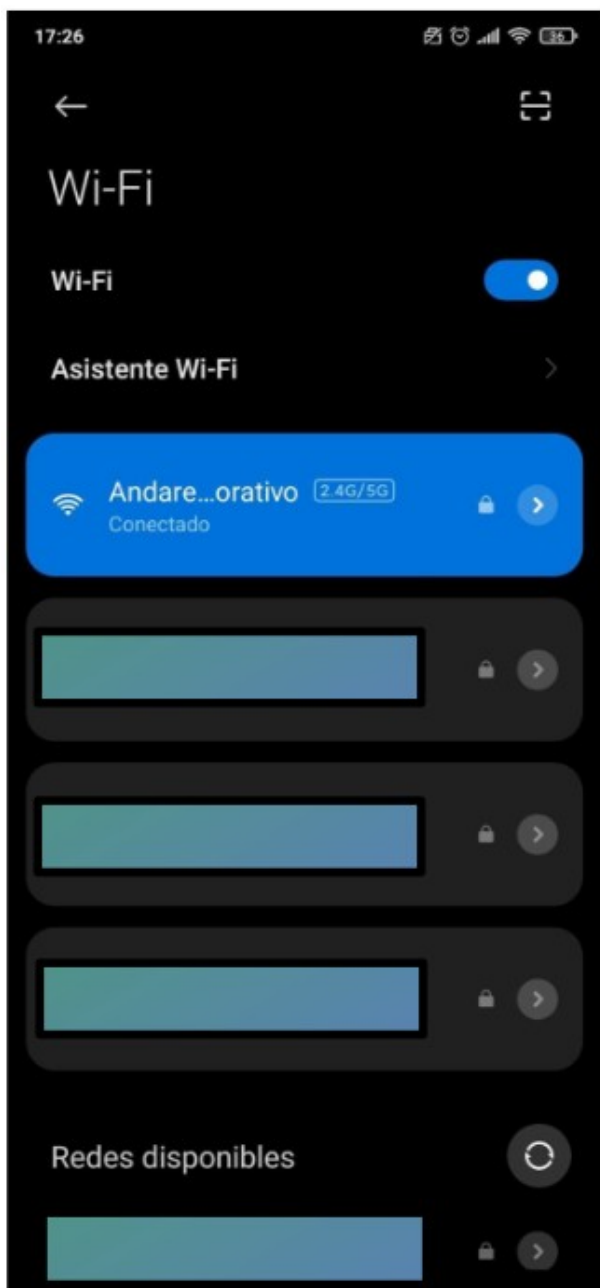 17:26
36
Wi-Fi
Wi-Fi
Asistente Wi-Fi
Andare...orativo 2.4G/5G
Conectado
Redes disponibles